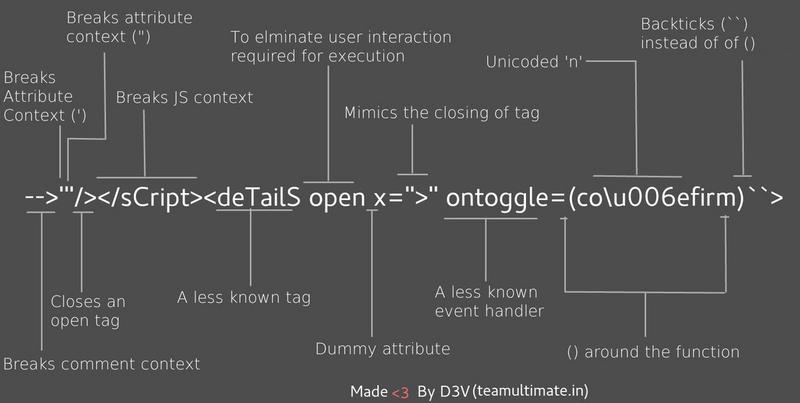 Breaks attribute
context (")
To elminate user interaction
required for execution
Backticks (``)
instead of of ()
Unicoded 'n'
Breaks
Attribute
Context (')
Breaks JS context
Mimics the closing of tag
-->'"/></sCript><deTailS open x=">" ontoggle=(co\u006efirm)``>
Closes an
open tag
A less known tag
A less known
event handler
Breaks comment context
Dummy attribute
() around the function
Made <3 By D3V (teamultimate.in)